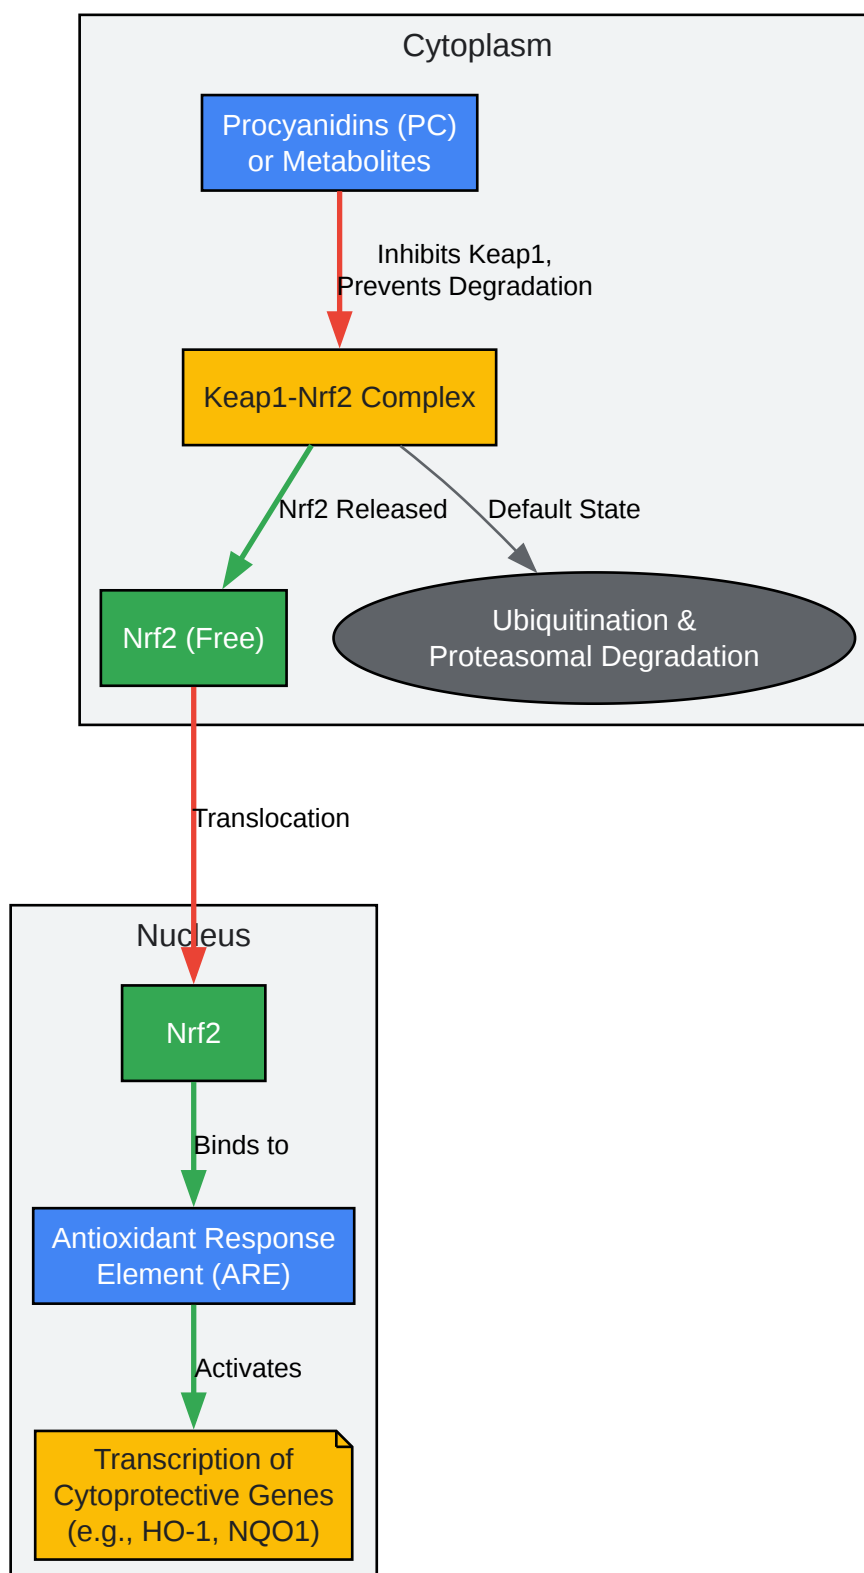 Cytoplasm
Procyanidins (PC)
or Metabolites
Inhibits Keap1,
Prevents Degradation
Keap1-Nrf2 Complex
Nrf2 Released
Default State
Nrf2 (Free)
Ubiquitination &
Proteasomal Degradation
Translocation
Nucleus
Nrf2
Binds to
Antioxidant Response
Element (ARE)
Activates
Transcription of
Cytoprotective Genes
(e.g., HO-1, NQO1)